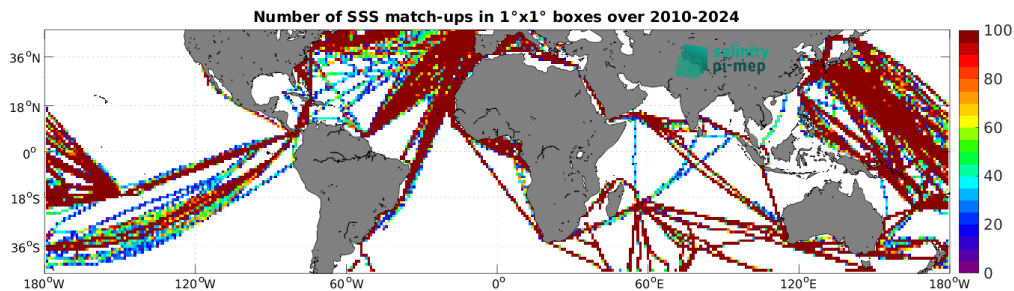 Number of SSS match-ups in 1°x1° boxes over 2010-2024
36°N
18°N
0°
18°S
36°S
180°W
120°W
60°W
0°
60°E
120°E
180°W
salinity
pi-mep
100
80
60
40
20
0